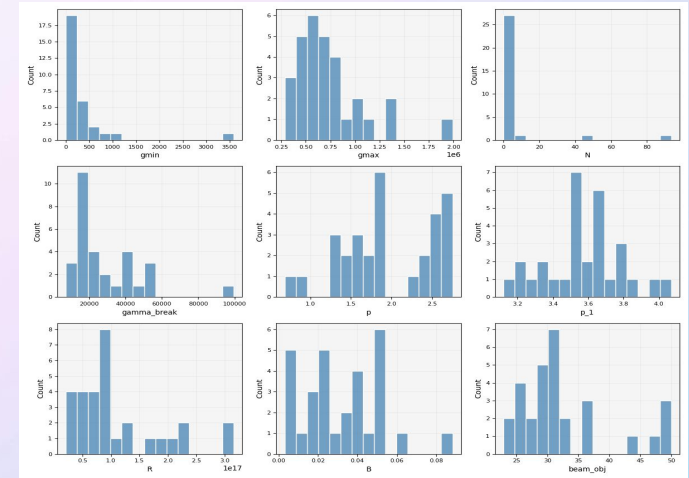 17.5
15.0
12.5
10.0
7.5
5.0
2.5
0.0
Count
0 500 1000 1500 2000 2500 3000 3500
gmin
6
5
4
3
2
1
0
Count
0.25 0.50 0.75 1.00 1.25 1.50 1.75 2.00
1e6
gmax
25
20
15
10
5
0
Count
0 20 40 60 80
N
10
8
6
4
2
0
Count
20000 40000 60000 80000 100000
gamma_break
6
5
4
3
2
1
0
Count
1.0 1.5 2.0 2.5
p
7
6
5
4
3
2
1
0
Count
3.2 3.4 3.6 3.8 4.0
p_1
8
7
6
5
4
3
2
1
0
Count
0.5 1.0 1.5 2.0 2.5 3.0
1e17
R
6
5
4
3
2
1
0
Count
0.00 0.02 0.04 0.06 0.08
B
7
6
5
4
3
2
1
0
Count
25 30 35 40 45 50
beam_obj